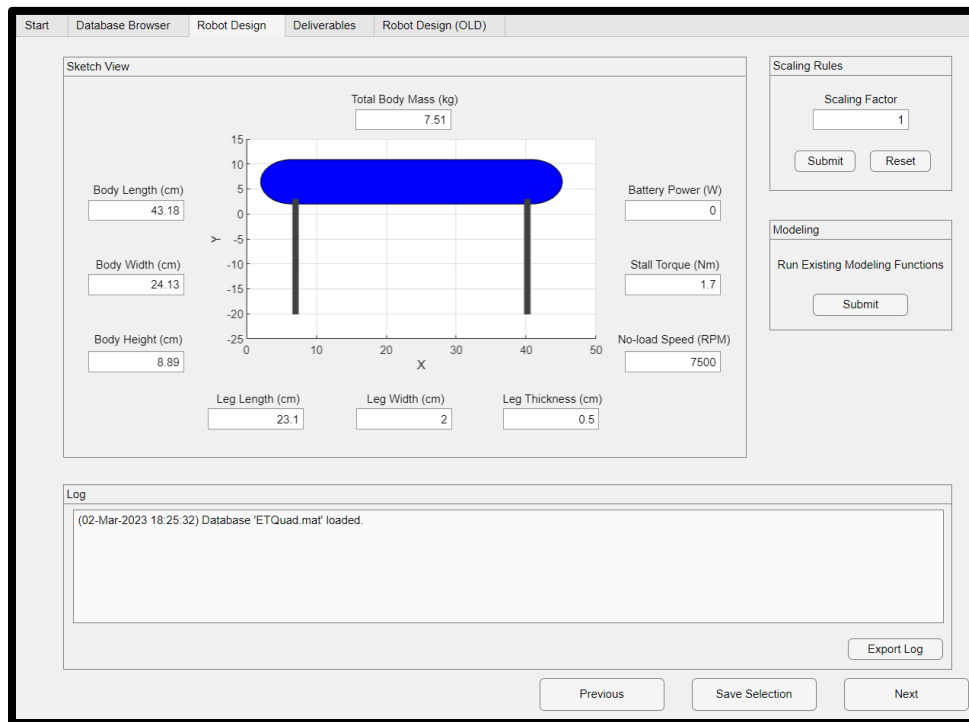 Start Database Browser Robot Design Deliverables Robot Design (OLD)
Sketch View
Total Body Mass (kg)
7.51
Body Length (cm)
43.18
Body Width (cm)
24.13
Body Height (cm)
8.89
15
10
5
0
-5
-10
-15
-20
-25
Y
0 10 20 30 40 50
X
Battery Power (W)
0
Stall Torque (Nm)
1.7
No-load Speed (RPM)
7500
Leg Length (cm) Leg Width (cm) Leg Thickness (cm)
23.1 2 0.5
Scaling Rules
Scaling Factor
1
Submit Reset
Modeling
Run Existing Modeling Functions
Submit
Log
(02-Mar-2023 18:25:32) Database 'ETQuad.mat' loaded.
Export Log
Previous Save Selection Next